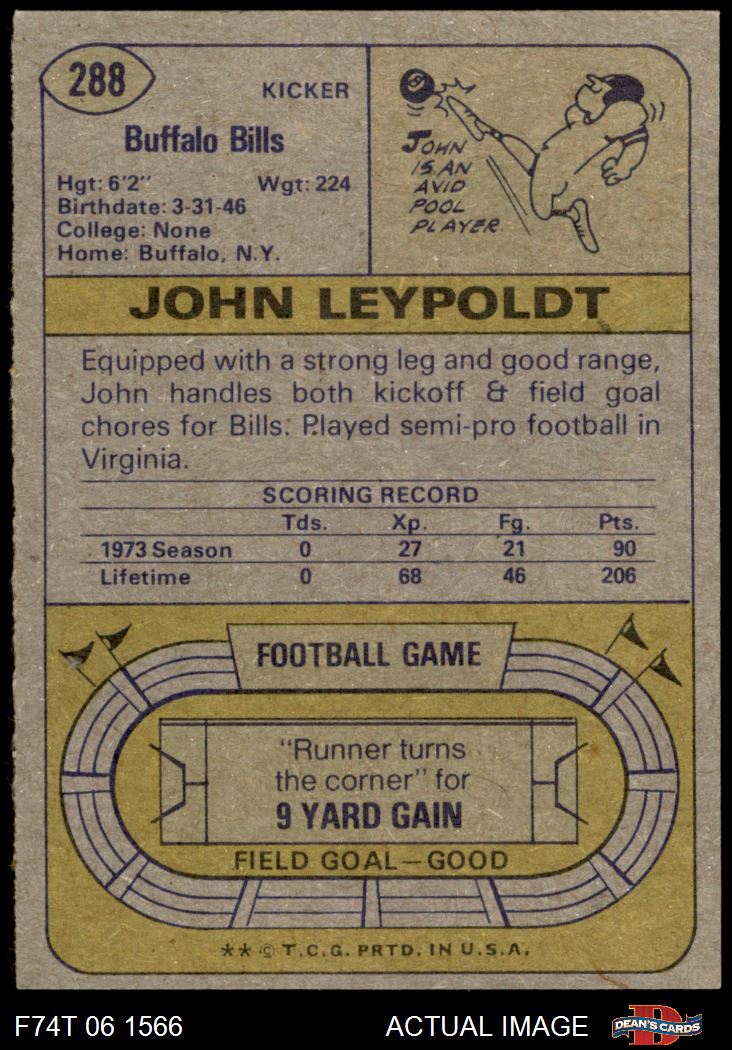 288
KICKER
Buffalo Bills
Hgt: 6'2" Wgt: 224
Birthdate: 3-31-46
College: None
Home: Buffalo, N.Y.
8
JOHN
IS AN
AVID
POOL
PLAYER.
JOHN LEYPOLDT
Equipped with a strong leg and good range,
John handles both kickoff & field goal
chores for Bills. Played semi-pro football in
Virginia.
SCORING RECORD
Tds. Xp. Fg. Pts.
1973 Season 0 27 21 90
Lifetime 0 68 46 206
FOOTBALL GAME
"Runner turns
the corner" for
9 YARD GAIN
FIELD GOAL—GOOD
** © T.C.G. PRTD. IN U.S.A.
F74T 06 1566 ACTUAL IMAGE D DEAN'S CARDS